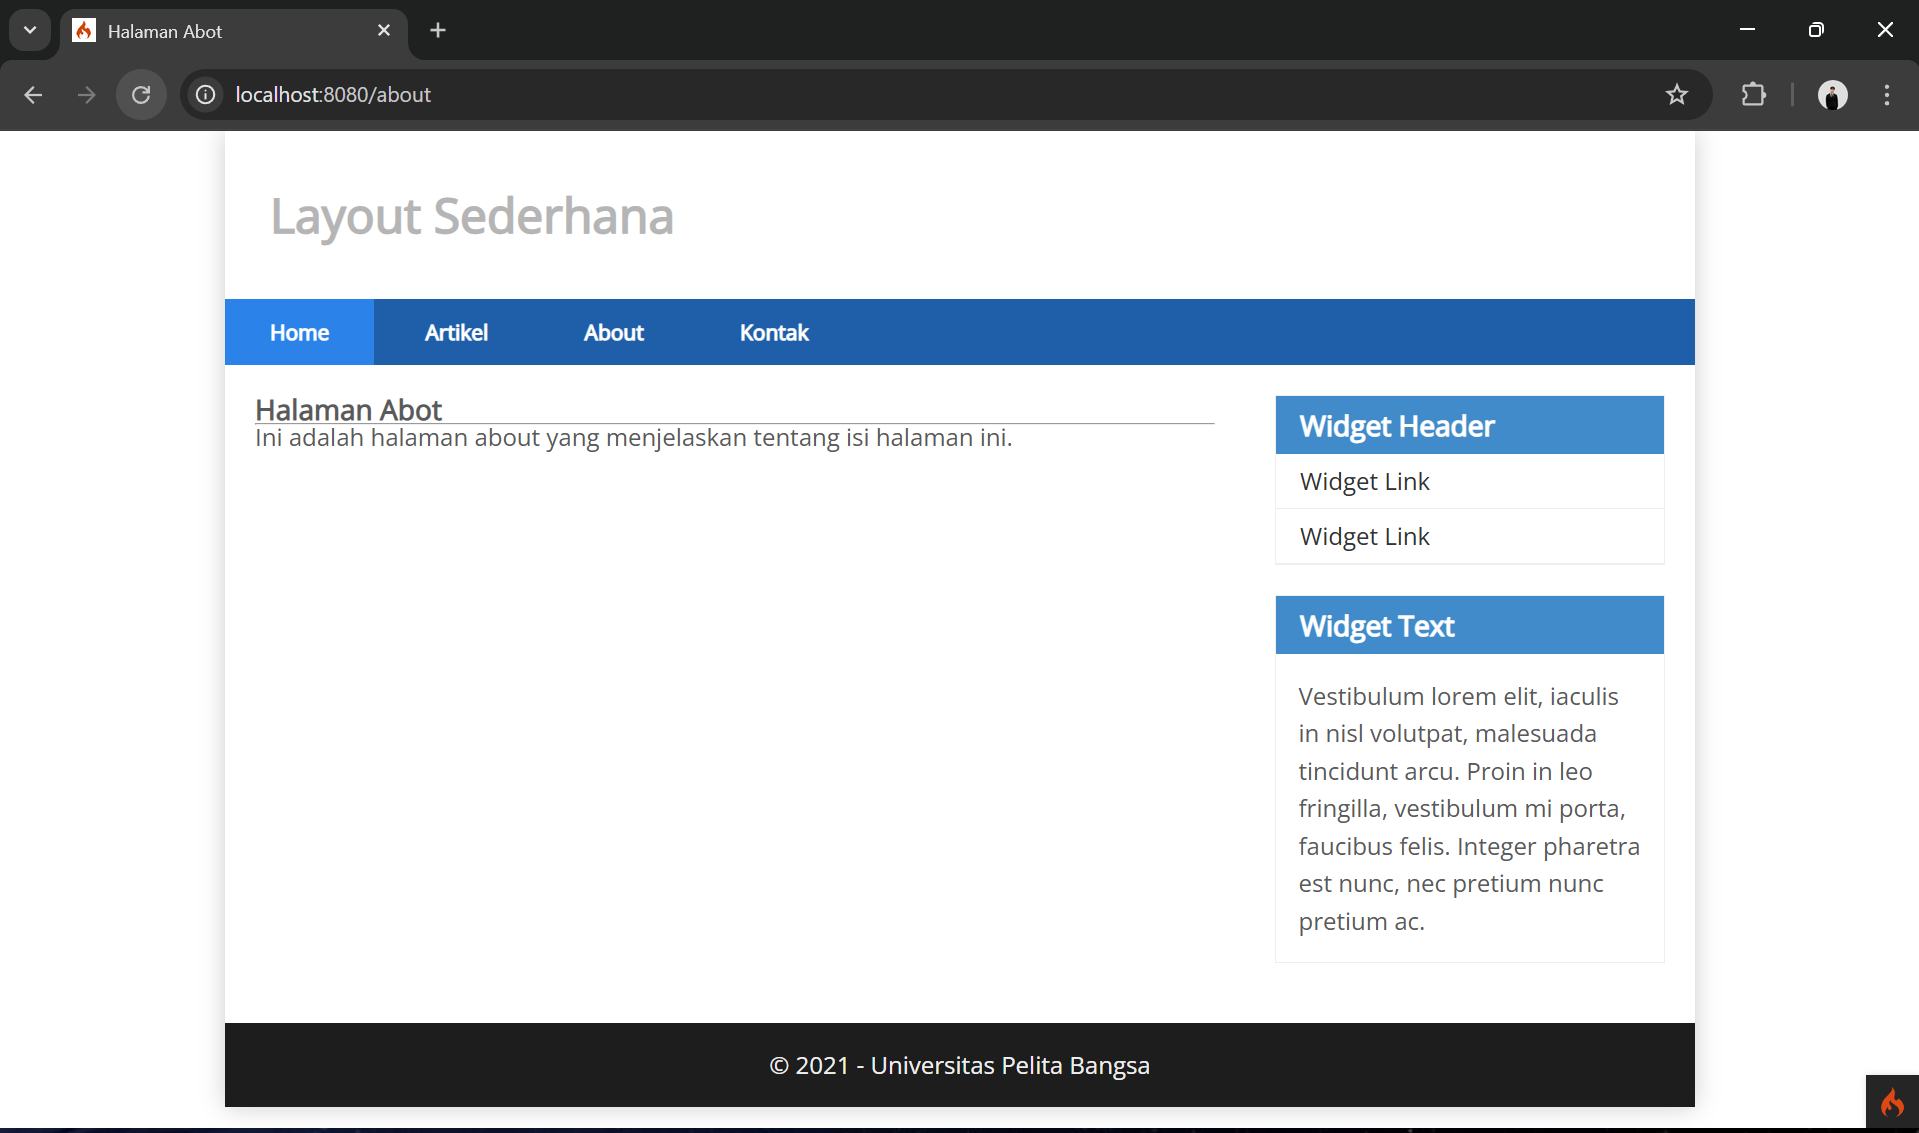 Halaman Abot
localhost:8080/about
Layout Sederhana
Home Artikel About Kontak
Halaman Abot
Ini adalah halaman about yang menjelaskan tentang isi halaman ini.
Widget Header
Widget Link
Widget Link
Widget Text
Vestibulum lorem elit, iaculis
in nisl volutpat, malesuada
tincidunt arcu. Proin in leo
fringilla, vestibulum mi porta,
faucibus felis. Integer pharetra
est nunc, nec pretium nunc
pretium ac.
© 2021 - Universitas Pelita Bangsa